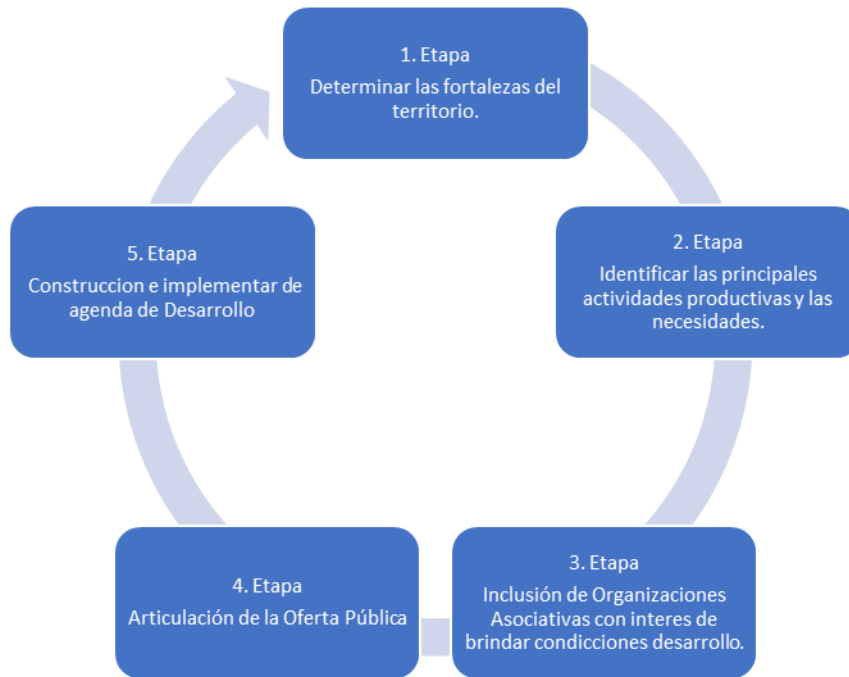 1. Etapa
Determinar las fortalezas del
territorio.
2. Etapa
Identificar las principales
actividades productivas y las
necesidades.
3. Etapa
Inclusión de Organizaciones
Asociativas con interes de
brindar condicciones desarrollo.
4. Etapa
Articulación de la Oferta Pública
5. Etapa
Construccion e implementar de
agenda de Desarrollo